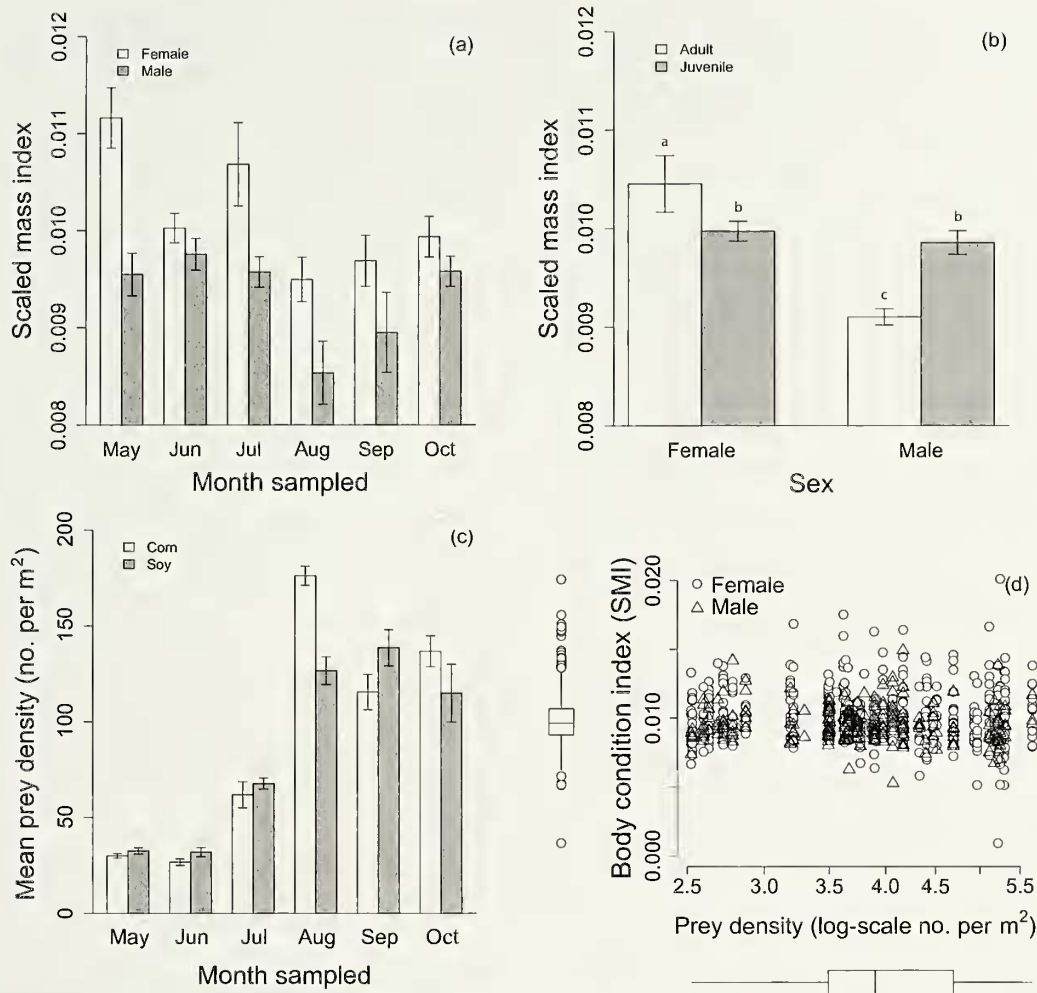 (a)
Female
Male
Scaled mass index
0.012
0.011
0.010
0.009
0.008
May Jun Jul Aug Sep Oct
Month sampled
(b)
Adult
Juvenile
Scaled mass index
0.012
0.011
0.010
0.009
0.008
a
b
c
b
Female Male
Sex
(c)
Corn
Soy
Mean prey density (no. per m²)
200
150
100
50
0
May Jun Jul Aug Sep Oct
Month sampled
(d)
Female
Male
Body condition index (SMI)
0.020
0.010
0.000
2.5 3.0 3.5 4.0 4.5 5.5
Prey density (log-scale no. per m²)